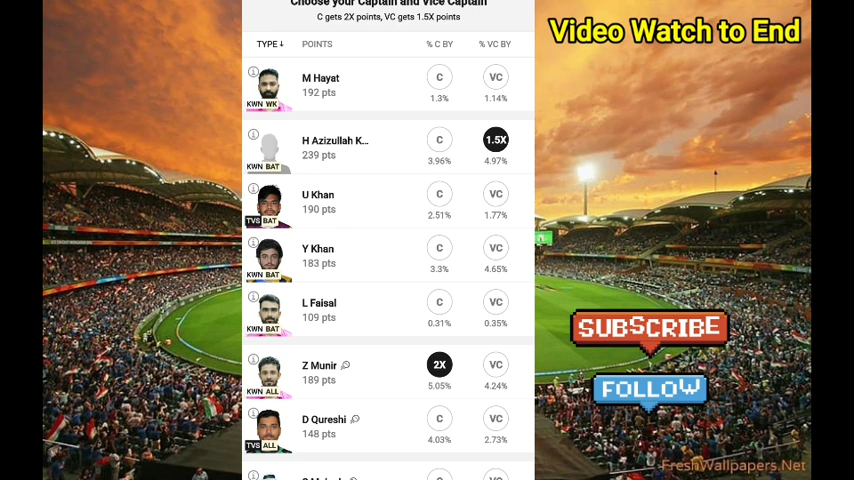 Choose your Captain and Vice Captain
C gets 2X points, VC gets 1.5X points
Video Watch to End
TYPE↓ POINTS % C BY % VC BY
M Hayat
192 pts
C
VC
1.3%
1.14%
KWN WK
H Azizullah K...
239 pts
C
1.5X
3.96%
4.97%
KWN BAT
U Khan
190 pts
C
VC
2.51%
1.77%
TVS BAT
Y Khan
183 pts
C
VC
3.3%
4.65%
KWN BAT
L Faisal
109 pts
C
VC
0.31%
0.35%
KWN BAT
Z Munir
189 pts
2X
VC
5.05%
4.24%
KWN ALL
D Qureshi
148 pts
C
VC
4.03%
2.73%
TVS ALL
C
VC
SUBSCRIBE
FOLLOW
FreshWallpapers.Net